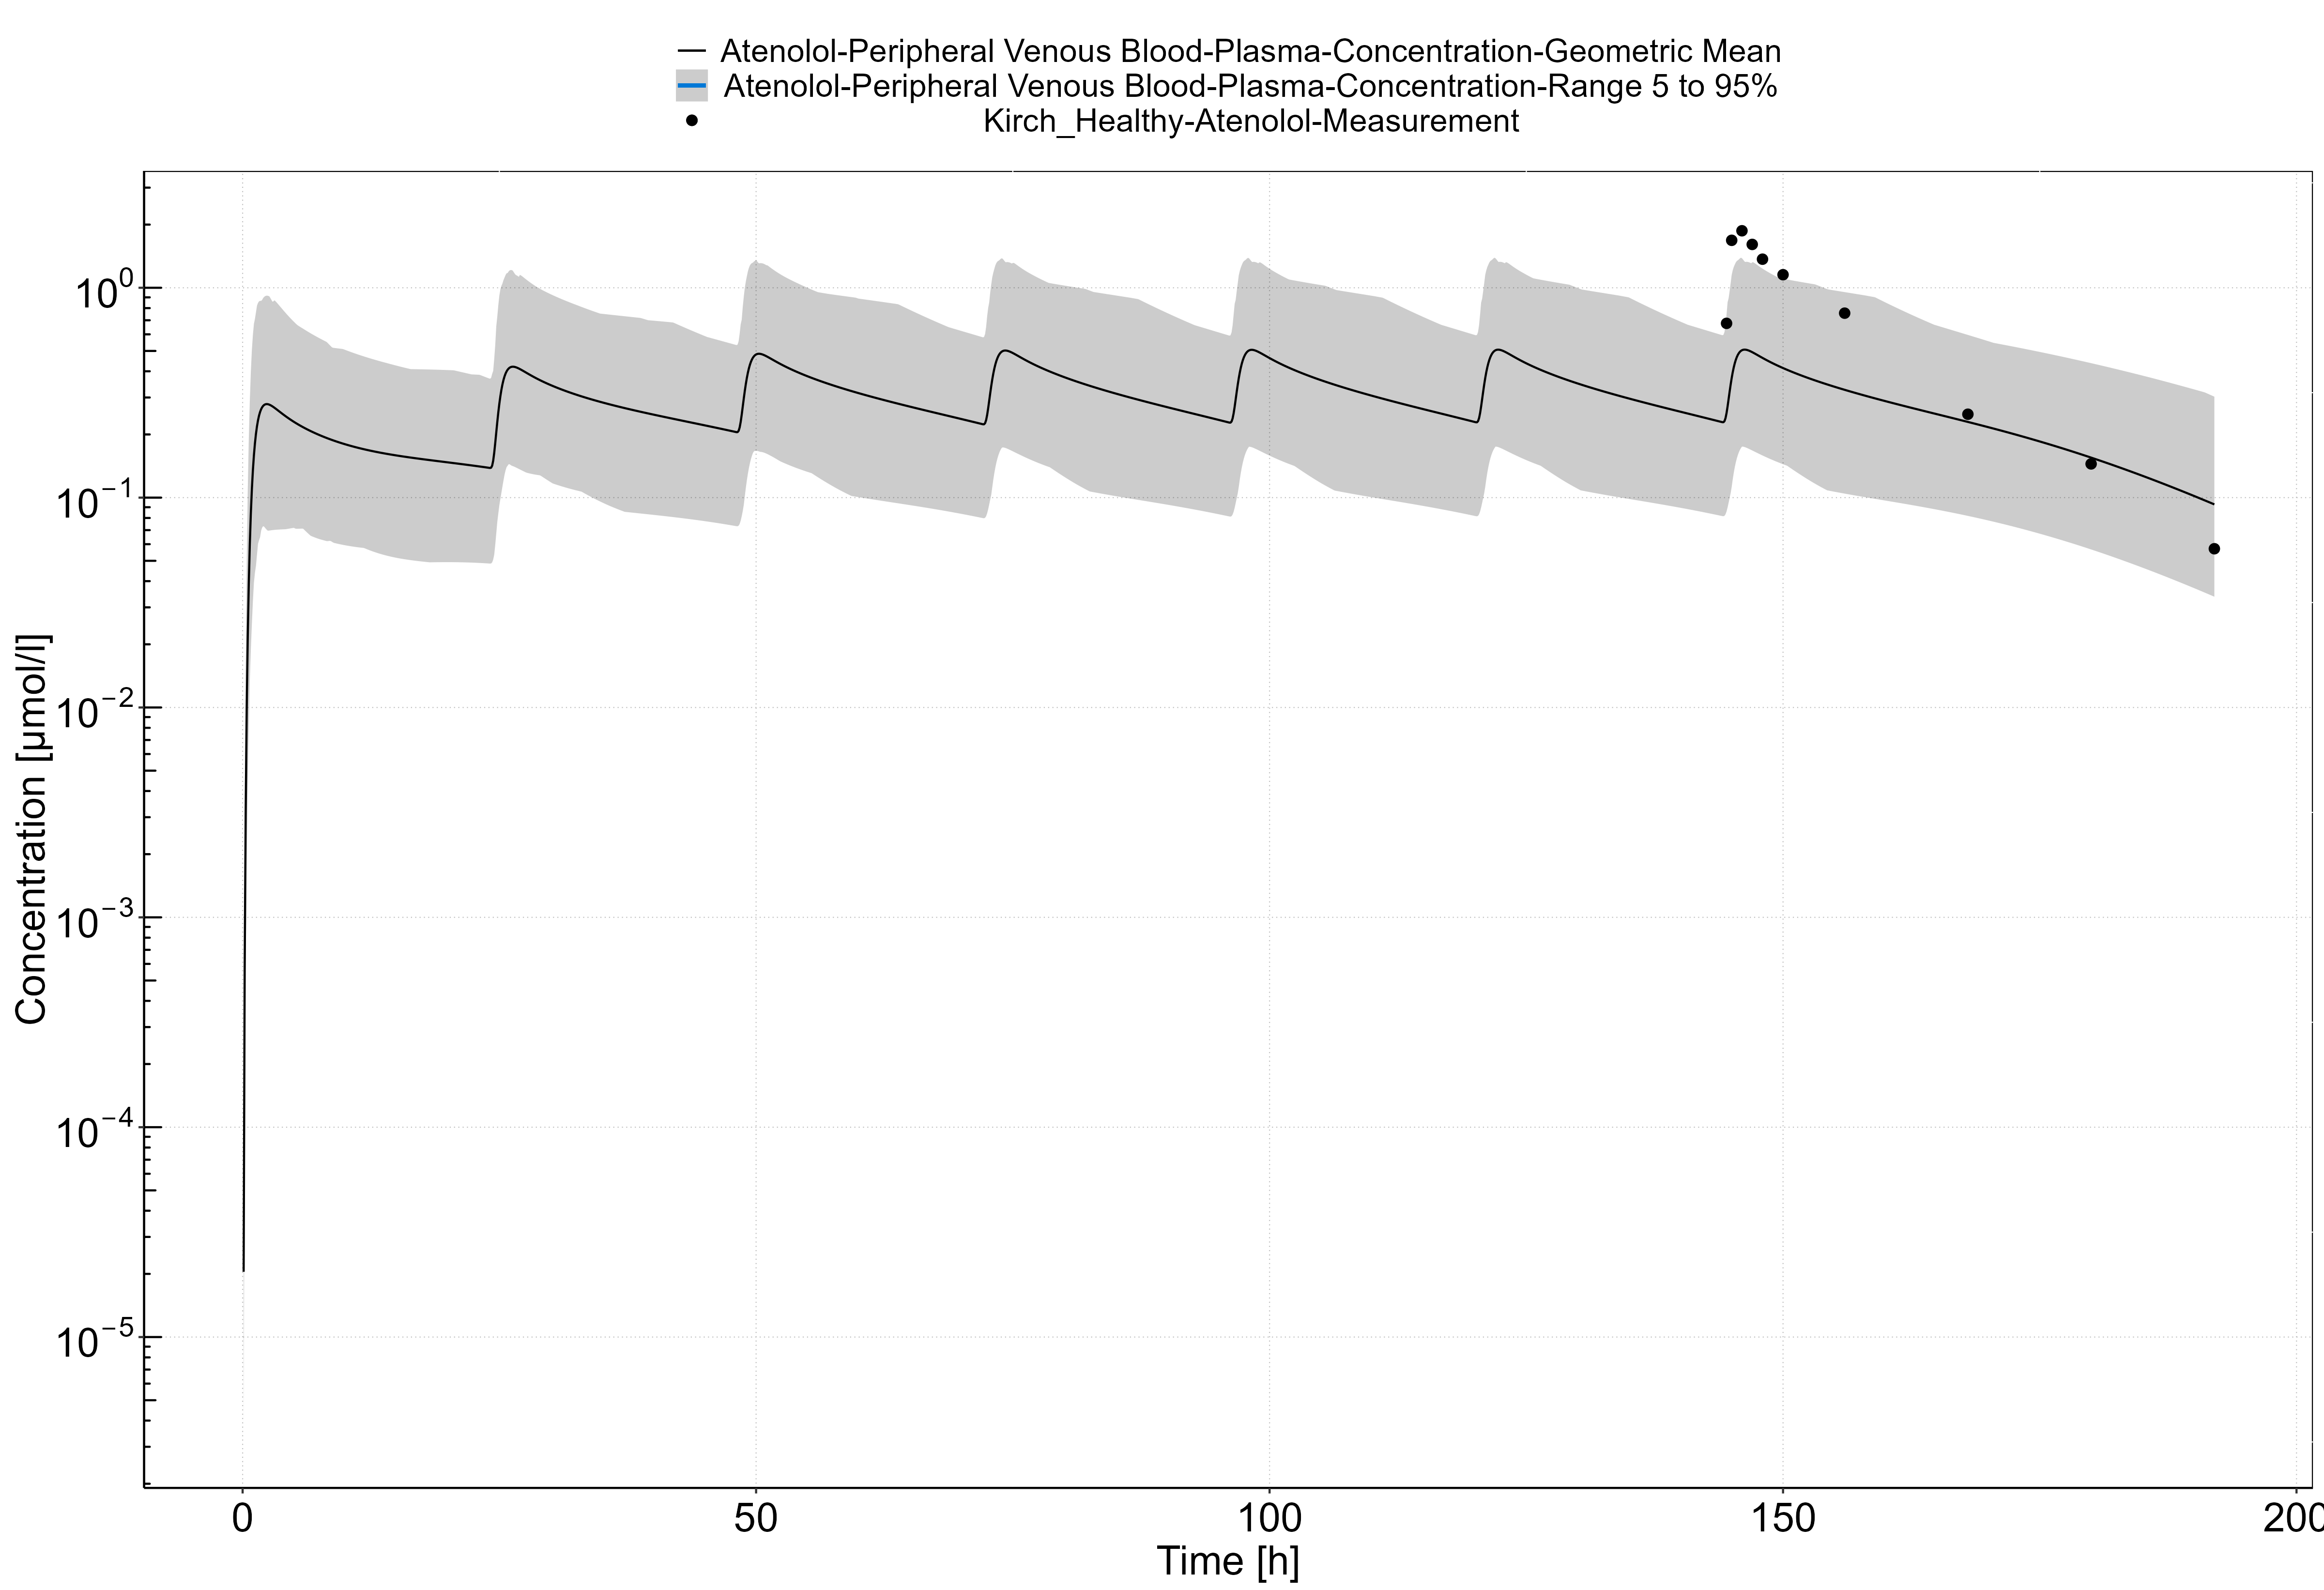 Atenolol-Peripheral Venous Blood-Plasma-Concentration-Geometric Mean
Atenolol-Peripheral Venous Blood-Plasma-Concentration-Range 5 to 95%
Kirch_Healthy-Atenolol-Measurement
Concentration [µmol/l]
10⁰
10⁻¹
10⁻²
10⁻³
10⁻⁴
10⁻⁵
0 50 100 150 200
Time [h]